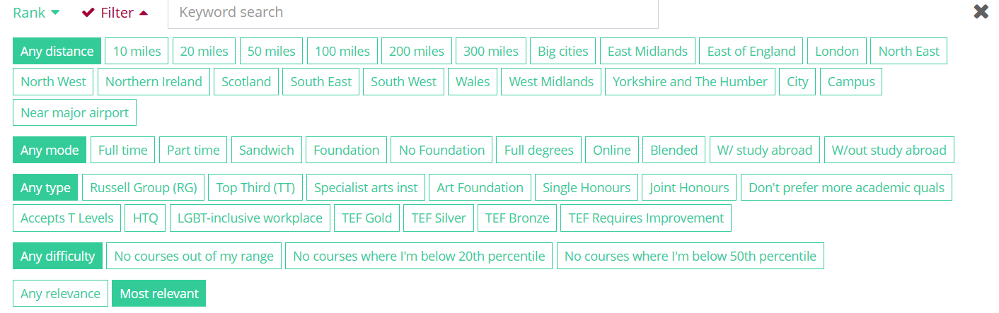 Rank Filter Keyword search
Any distance 10 miles 20 miles 50 miles 100 miles 200 miles 300 miles Big cities East Midlands East of England London North East
North West Northern Ireland Scotland South East South West Wales West Midlands Yorkshire and The Humber City Campus
Near major airport
Any mode Full time Part time Sandwich Foundation No Foundation Full degrees Online Blended W/ study abroad W/out study abroad
Any type Russell Group (RG) Top Third (TT) Specialist arts inst Art Foundation Single Honours Joint Honours Don't prefer more academic quals
Accepts T Levels HTQ LGBT-inclusive workplace TEF Gold TEF Silver TEF Bronze TEF Requires Improvement
Any difficulty No courses out of my range No courses where I'm below 20th percentile No courses where I'm below 50th percentile
Any relevance Most relevant